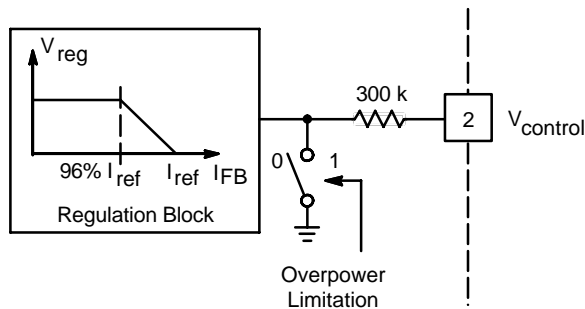 V reg
300 k
2
V control
0
1
96% I ref
I ref
I FB
Regulation Block
Overpower
Limitation